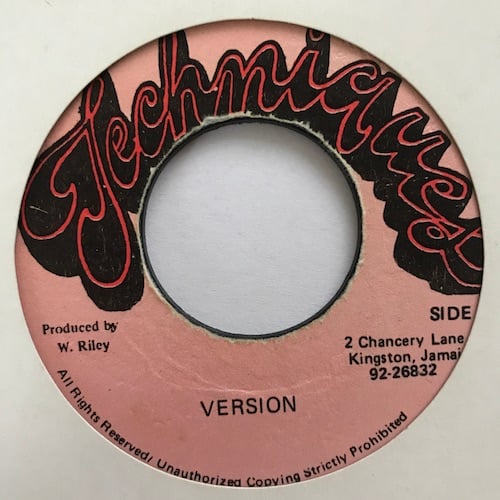 Techniques
SIDE
Produced by
W. Riley
2 Chancery Lane
Kingston, Jamai
92-26832
VERSION
All Rights Reserved/ Unauthorized Copying Strictly Prohibited